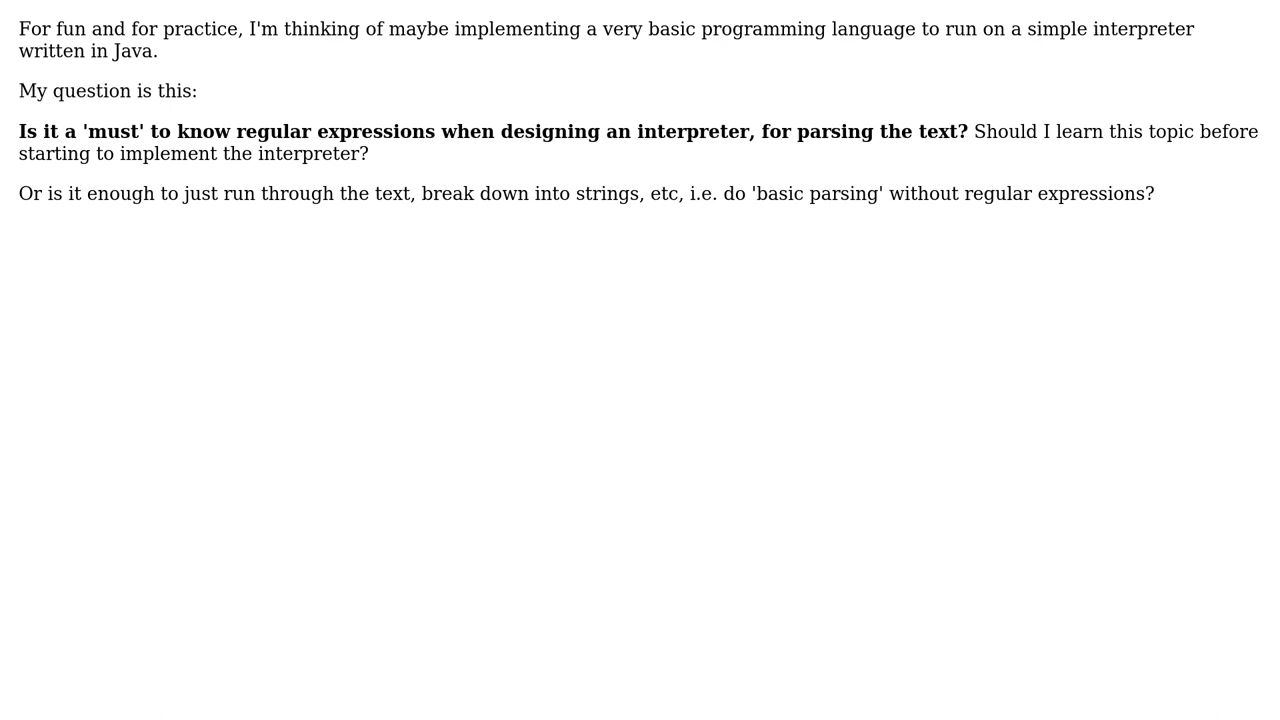 For fun and for practice, I'm thinking of maybe implementing a very basic programming language to run on a simple interpreter
written in Java.
My question is this:
Is it a 'must' to know regular expressions when designing an interpreter, for parsing the text? Should I learn this topic before
starting to implement the interpreter?
Or is it enough to just run through the text, break down into strings, etc, i.e. do 'basic parsing' without regular expressions?